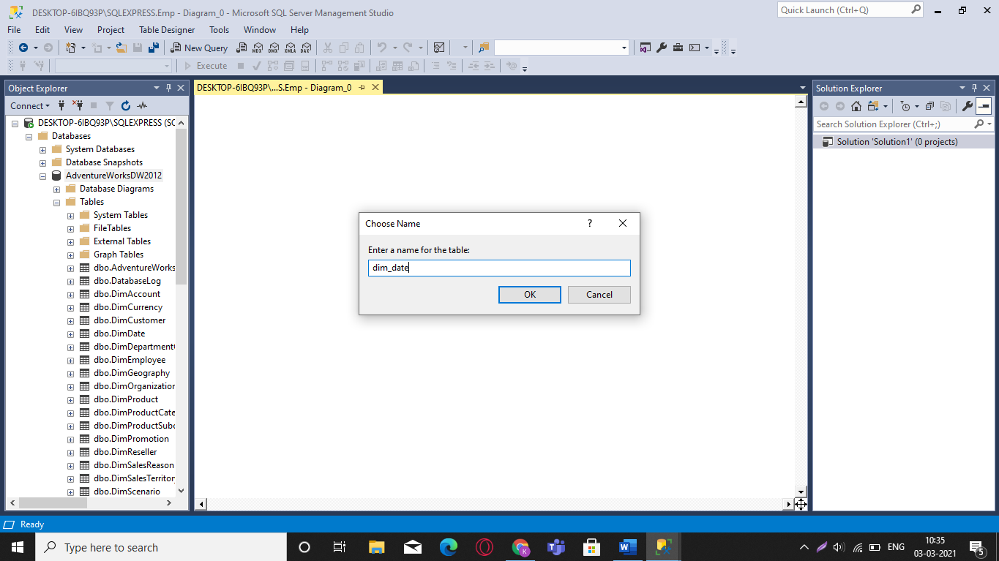 DESKTOP-6IBQ93P\SQLEXPRESS.Emp - Diagram_0 - Microsoft SQL Server Management Studio
Quick Launch (Ctrl+Q)
File Edit View Project Table Designer Tools Window Help
New Query
MDX DMX XMLA DAX
Execute
Object Explorer
DESKTOP-6IBQ93P\...S.Emp - Diagram_0
Solution Explorer
Connect
Search Solution Explorer (Ctrl+;)
Solution 'Solution1' (0 projects)
DESKTOP-6IBQ93P\SQLEXPRESS (SQ
Databases
System Databases
Database Snapshots
AdventureWorksDW2012
Database Diagrams
Tables
System Tables
FileTables
External Tables
Graph Tables
dbo.AdventureWorks
dbo.DatabaseLog
dbo.DimAccount
dbo.DimCurrency
dbo.DimCustomer
dbo.DimDate
dbo.DimDepartment
dbo.DimEmployee
dbo.DimGeography
dbo.DimOrganization
dbo.DimProduct
dbo.DimProductCate
dbo.DimProductSub
dbo.DimPromotion
dbo.DimReseller
dbo.DimSalesReason
dbo.DimSalesTerritor
dbo.DimScenario
Choose Name
?
Enter a name for the table:
dim_date
OK Cancel
Ready
Type here to search
K
W
ENG
10:35
03-03-2021
5